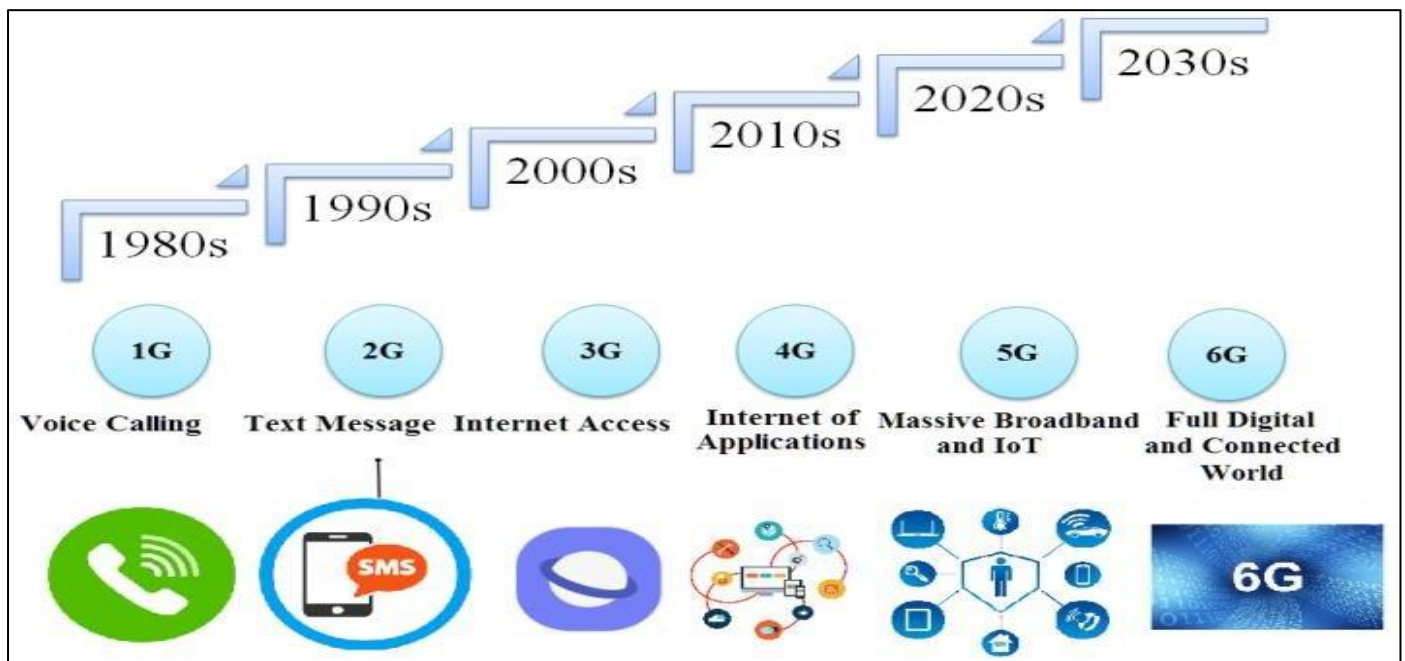 1980s
1990s
2000s
2010s
2020s
2030s
1G
2G
3G
4G
5G
6G
Voice Calling
Text Message
Internet Access
Internet of
Applications
Massive Broadband
and IoT
Full Digital
and Connected
World
SMS
6G